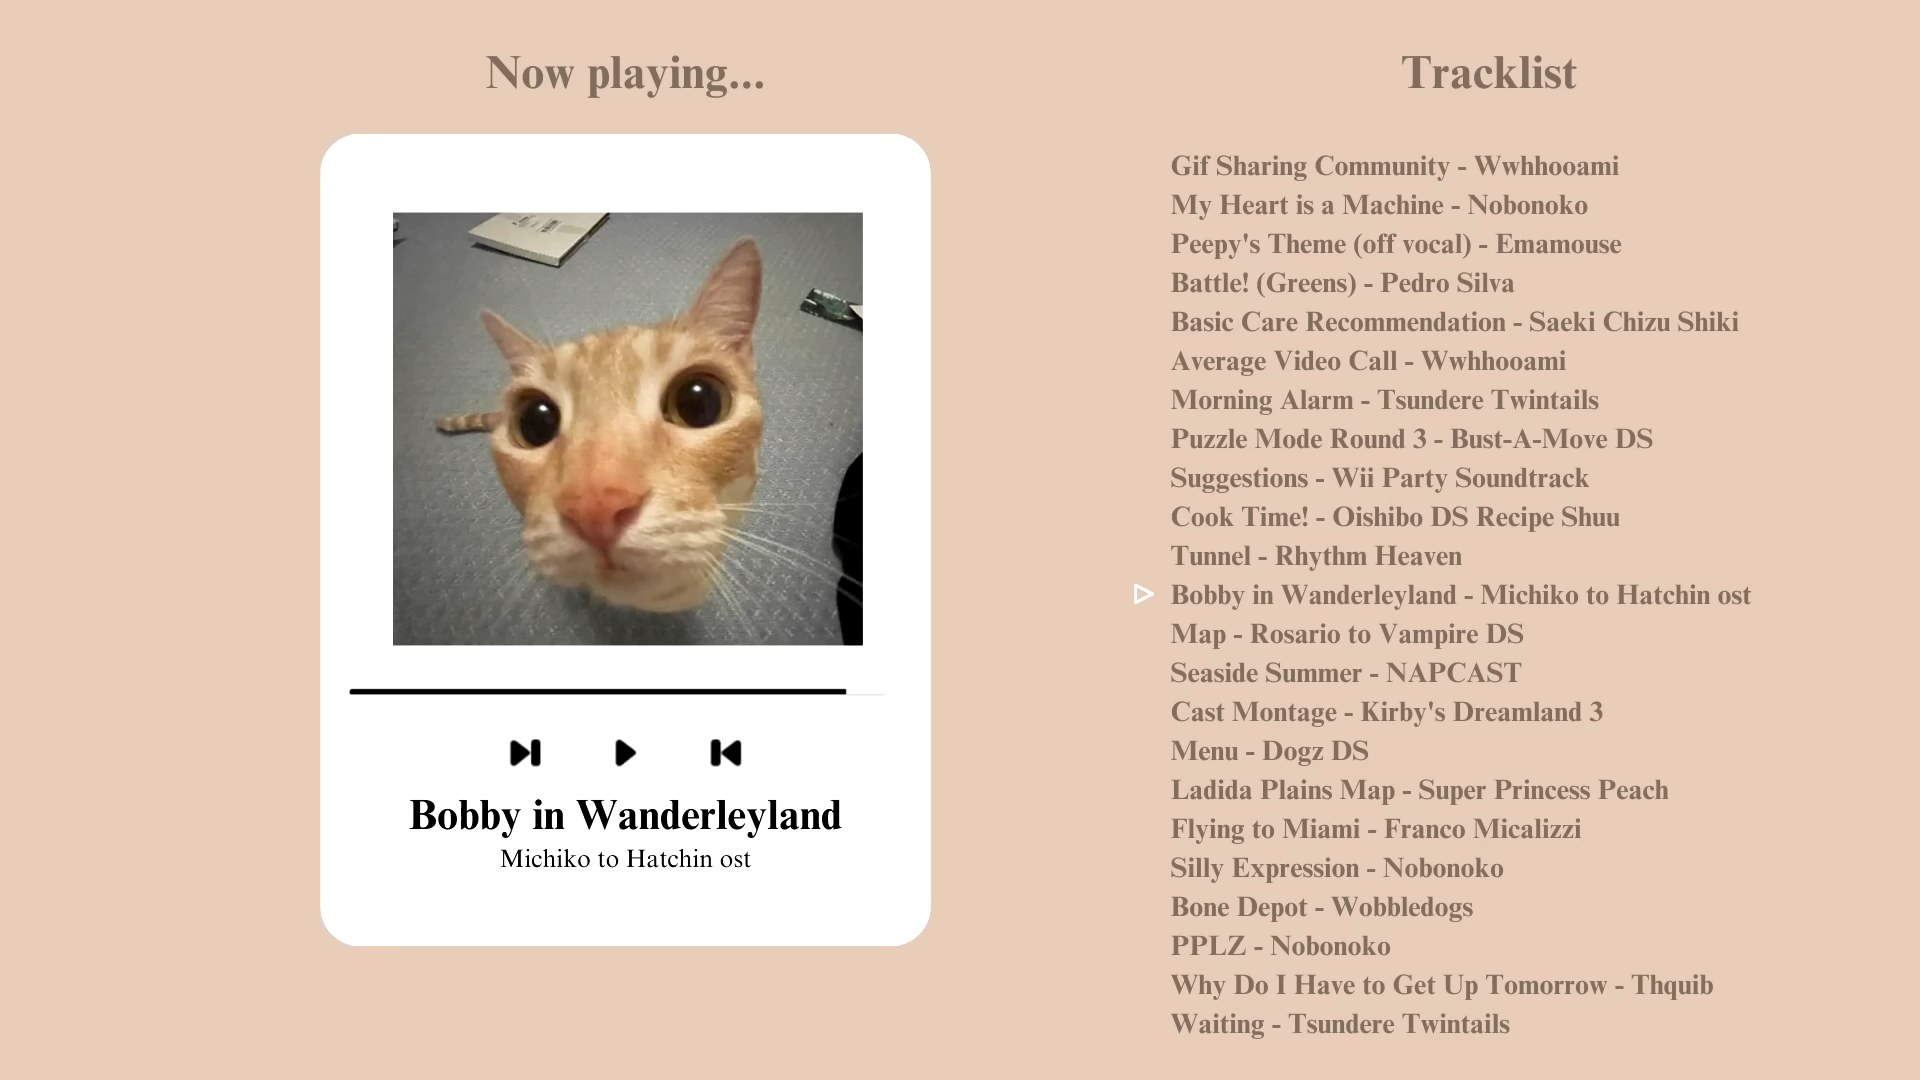 Now playing...
Bobby in Wanderleyland
Michiko to Hatchin ost
Tracklist
Gif Sharing Community - Wwhhooami
My Heart is a Machine - Nobonoko
Peepy's Theme (off vocal) - Emamouse
Battle! (Greens) - Pedro Silva
Basic Care Recommendation - Saeki Chizu Shiki
Average Video Call - Wwhhooami
Morning Alarm - Tsundere Twintails
Puzzle Mode Round 3 - Bust-A-Move DS
Suggestions - Wii Party Soundtrack
Cook Time! - Oishibo DS Recipe Shuu
Tunnel - Rhythm Heaven
Bobby in Wanderleyland - Michiko to Hatchin ost
Map - Rosario to Vampire DS
Seaside Summer - NAPCAST
Cast Montage - Kirby's Dreamland 3
Menu - Dogz DS
Ladida Plains Map - Super Princess Peach
Flying to Miami - Franco Micalizzi
Silly Expression - Nobonoko
Bone Depot - Wobbledogs
PPLZ - Nobonoko
Why Do I Have to Get Up Tomorrow - Thquib
Waiting - Tsundere Twintails